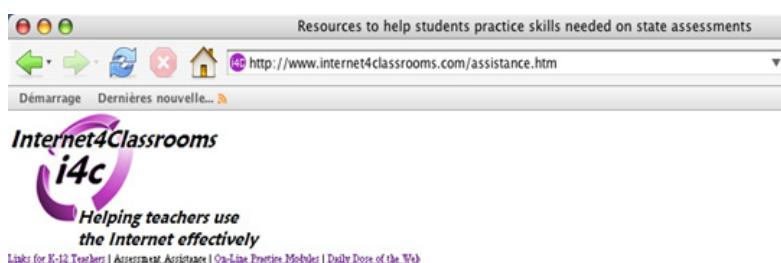 Resources to help students practice skills needed on state assessments
i4c http://www.internet4classrooms.com/assistance.htm
Démarrage Dernières nouvelle...
Internet4Classrooms
i4c
Helping teachers use
the Internet effectively
Links for K-12 Teachers | Assessment Assistance | On-Line Practice Modules | Daily Dose of the Web